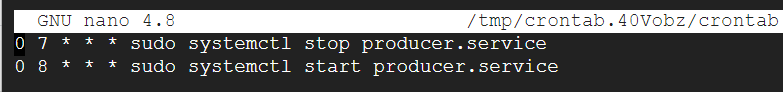 GNU nano 4.8 /tmp/crontab.40Vobz/crontab
0 7 * * * sudo systemctl stop producer.service
0 8 * * * sudo systemctl start producer.service